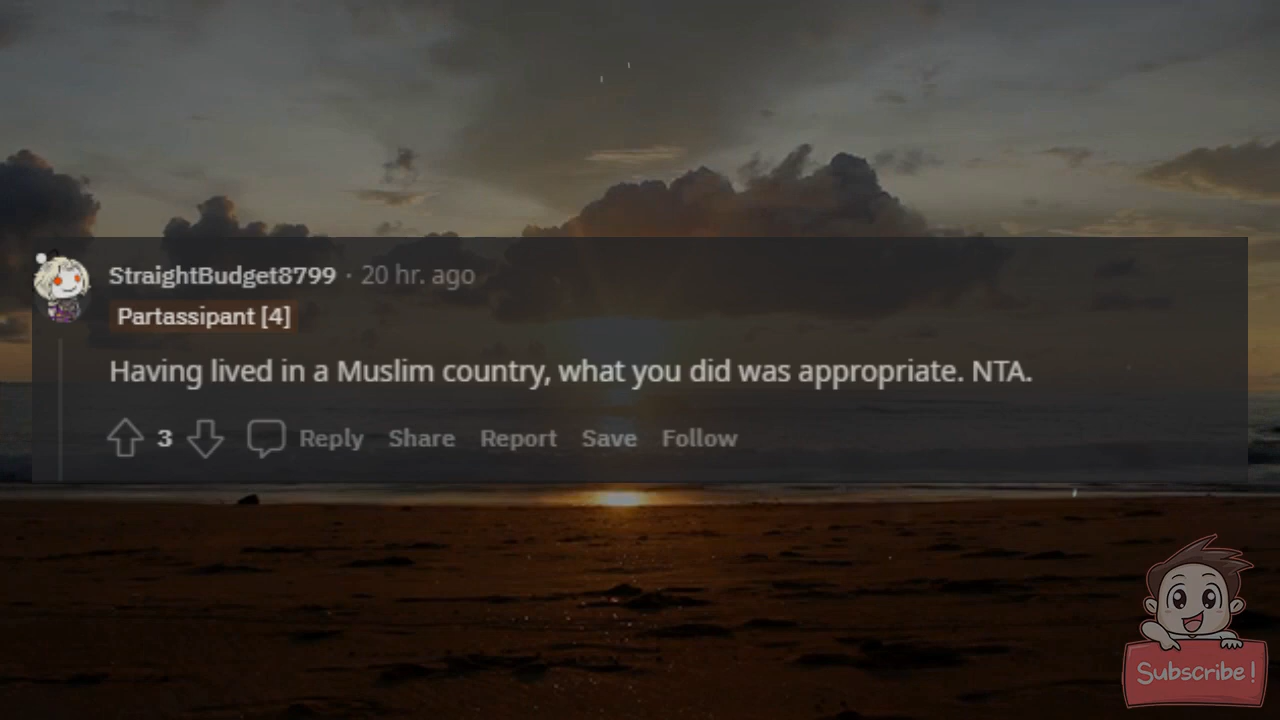 StraightBudget8799 · 20 hr. ago
Partassipant [4]
Having lived in a Muslim country, what you did was appropriate. NTA.
3 Reply Share Report Save Follow
Subscribe!